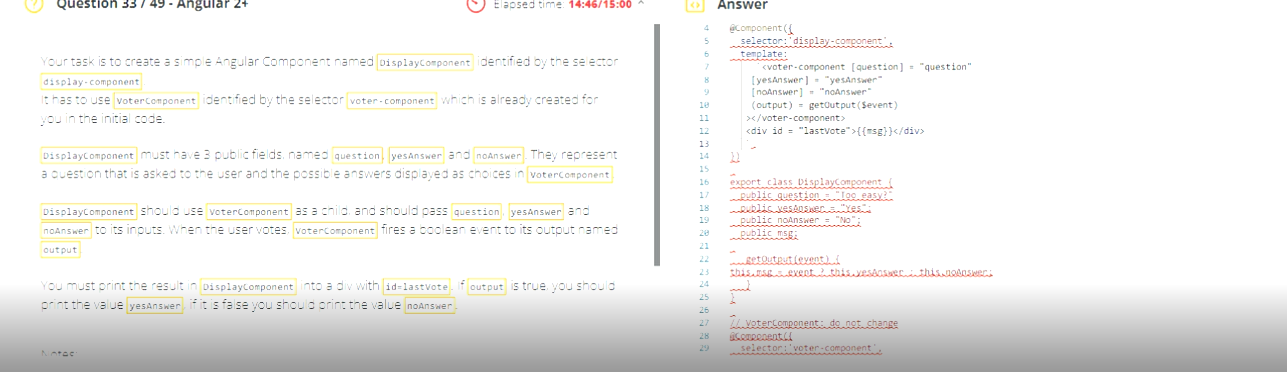 Question 33 / 49 - Angular 2+
Elapsed time: 14:46/15:00
Answer
Your task is to create a simple Angular Component named DisplayComponent identified by the selector
display-component
It has to use VoterComponent identified by the selector voter-component which is already created for
you in the initial code.
DisplayComponent must have 3 public fields, named question, yesAnswer and noAnswer. They represent
a question that is asked to the user and the possible answers displayed as choices in VoterComponent
DisplayComponent should use VoterComponent as a child, and should pass question, yesAnswer and
noAnswer to its inputs. When the user votes, VoterComponent fires a boolean event to its output named
output
You must print the result in DisplayComponent into a div with id=lastVote. If output is true, you should
print the value yesAnswer. If it is false you should print the value noAnswer.
Notes:
4 @Component({
5 selector:'display-component',
6 template:
7 `<voter-component [question] = "question"
8 [yesAnswer] = "yesAnswer"
9 [noAnswer] = "noAnswer"
10 (output) = getOutput($event)
11 ></voter-component>
12 <div id = "lastVote">{{msg}}</div>
13 `
14 })
15
16 export class DisplayComponent {
17 public question = "Too easy?"
18 public yesAnswer = "Yes";
19 public noAnswer = "No";
20 public msg;
21
22 getOutput(event) {
23 this.msg = event ? this.yesAnswer : this.noAnswer;
24 }
25 }
26
27 // VoterComponent: do not change
28 @Component({
29 selector:'voter-component',